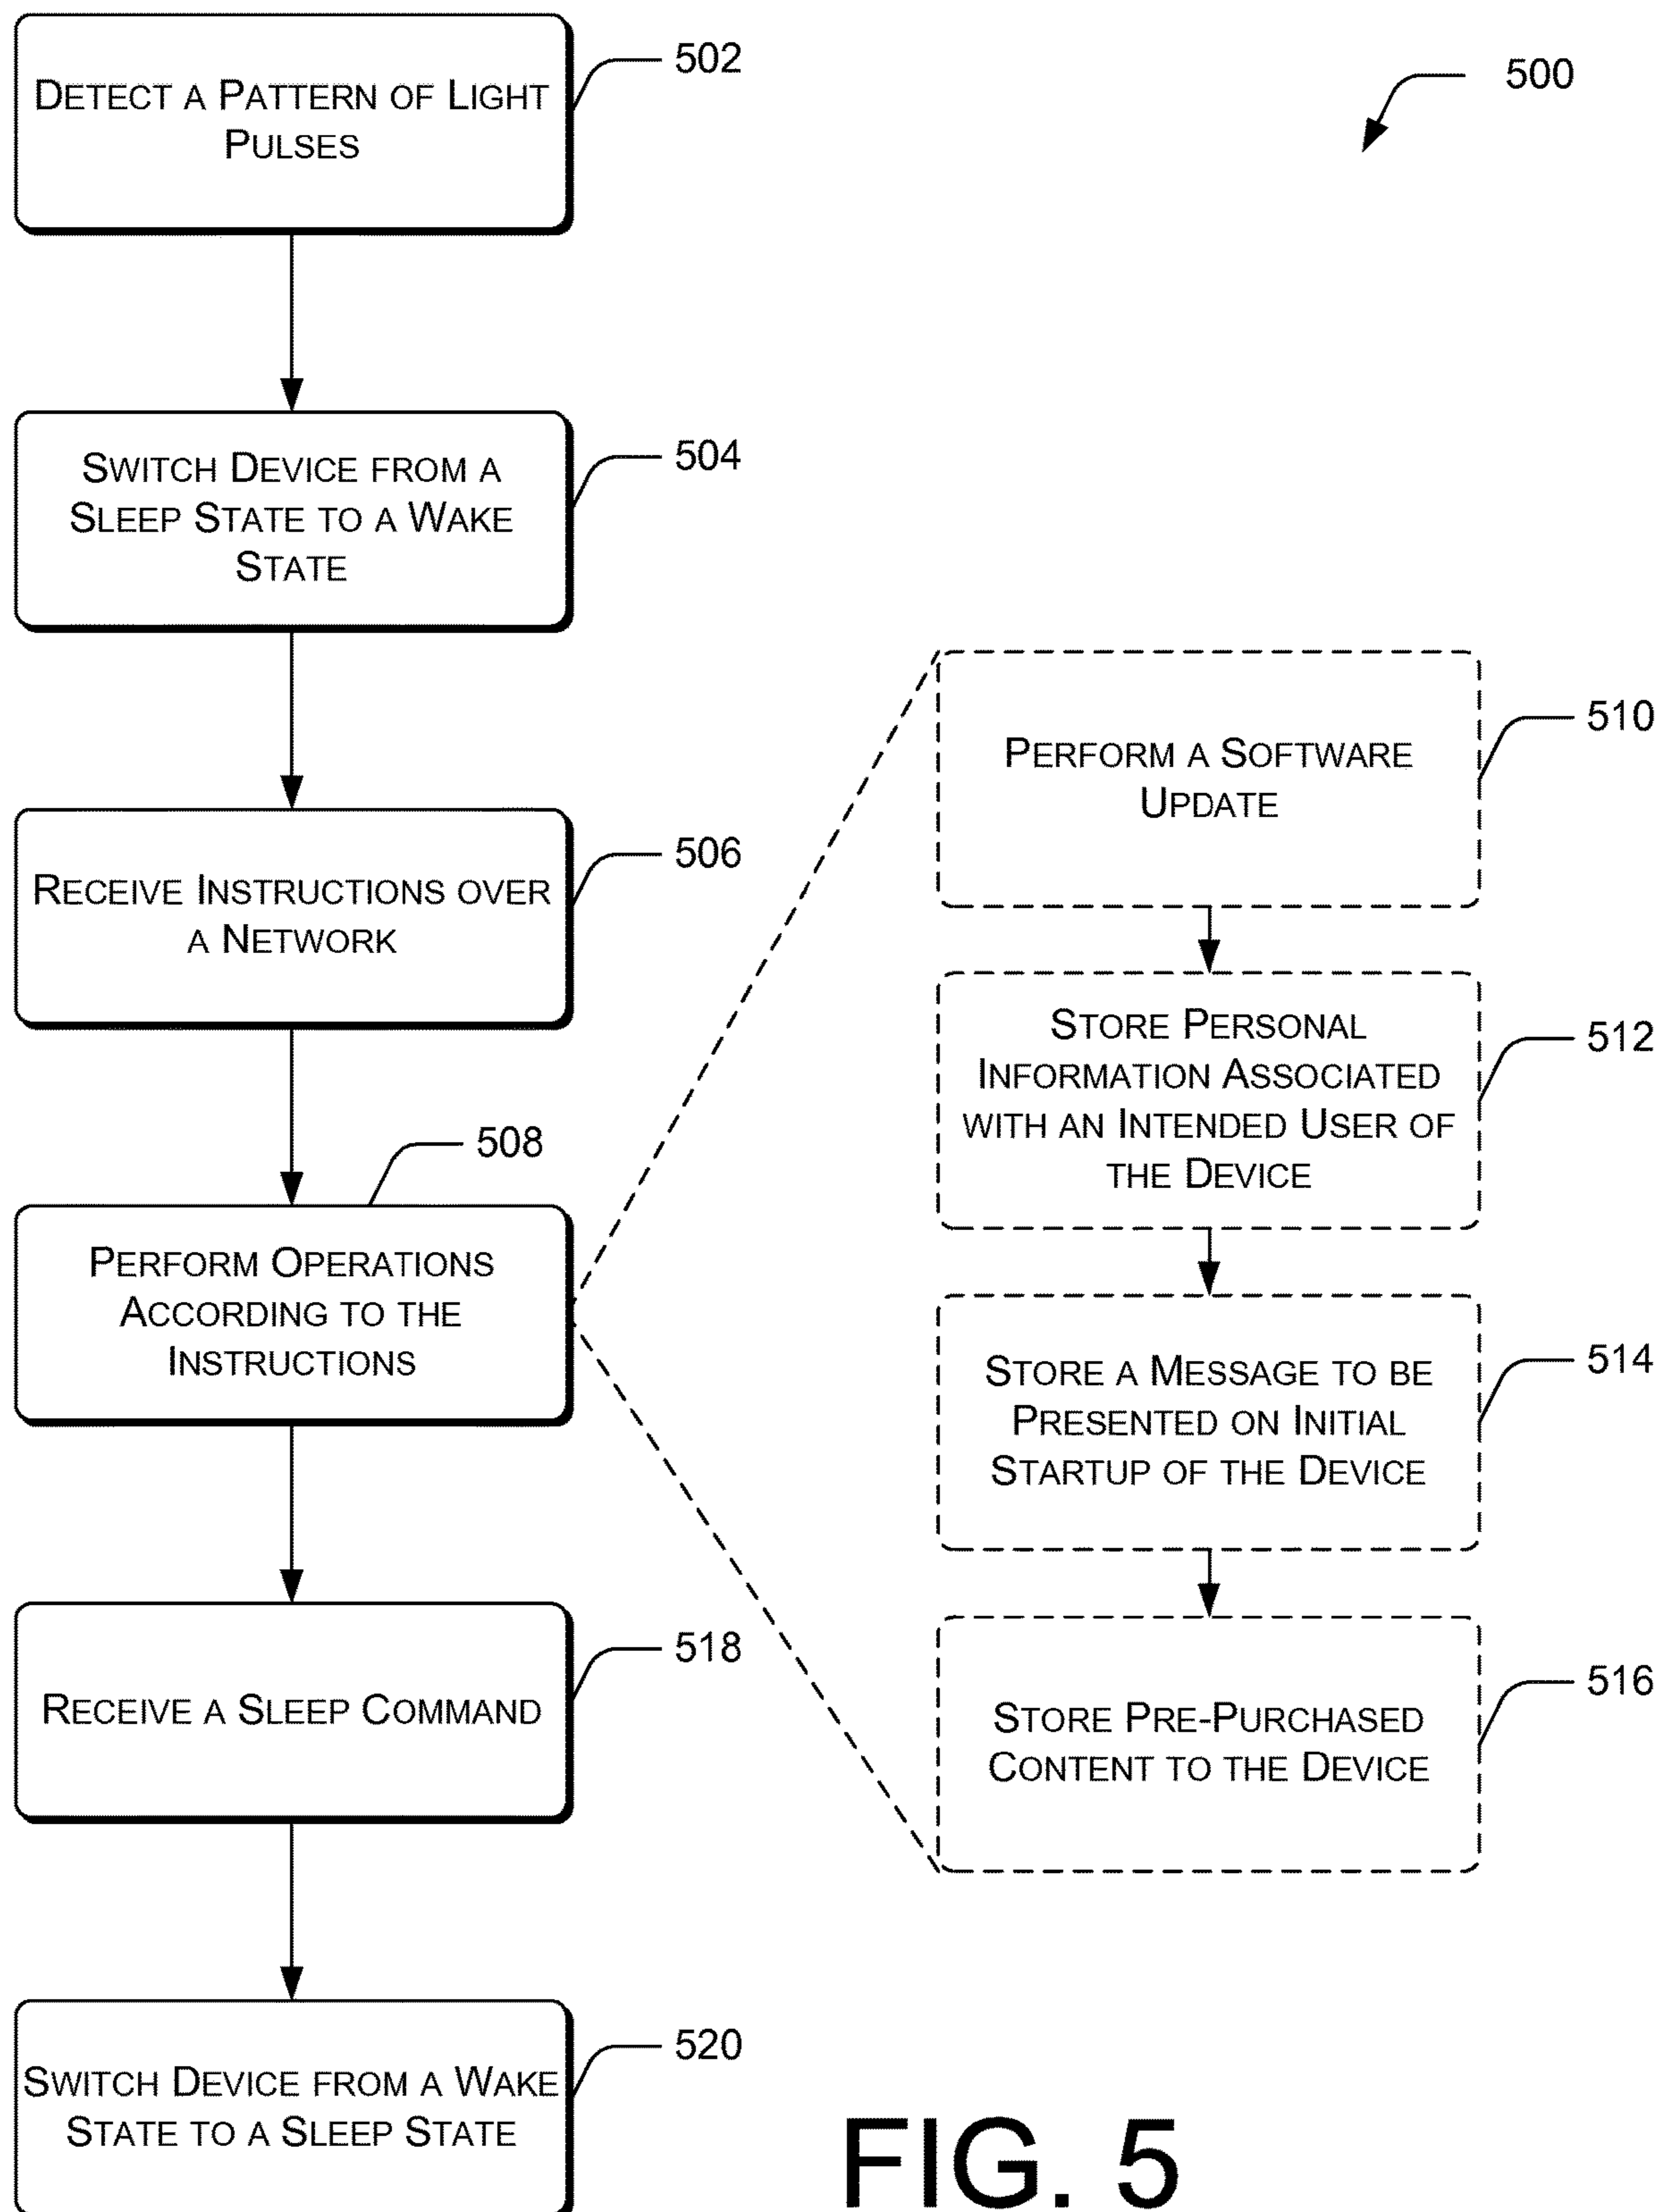 DETECT A PATTERN OF LIGHT
PULSES
502
500
SWITCH DEVICE FROM A
SLEEP STATE TO A WAKE
STATE
504
RECEIVE INSTRUCTIONS OVER
A NETWORK
506
PERFORM OPERATIONS
ACCORDING TO THE
INSTRUCTIONS
508
PERFORM A SOFTWARE
UPDATE
510
STORE PERSONAL
INFORMATION ASSOCIATED
WITH AN INTENDED USER OF
THE DEVICE
512
STORE A MESSAGE TO BE
PRESENTED ON INITIAL
STARTUP OF THE DEVICE
514
STORE PRE-PURCHASED
CONTENT TO THE DEVICE
516
RECEIVE A SLEEP COMMAND
518
SWITCH DEVICE FROM A WAKE
STATE TO A SLEEP STATE
520
FIG. 5